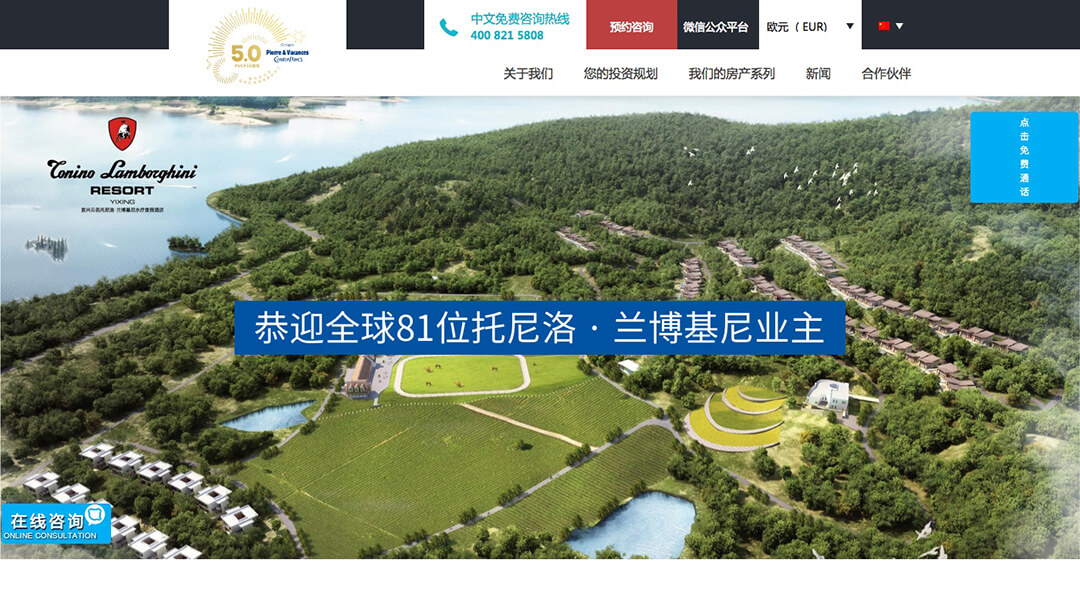 5.0
Pierre & Vacances
CenterParcs
中文免费咨询热线
400 821 5808
预约咨询
微信公众平台
欧元（ EUR）
关于我们
您的投资规划
我们的房产系列
新闻
合作伙伴
Tonino Lamborghini
RESORT
YIXING
点
击
免
费
通
话
恭迎全球81位托尼洛·兰博基尼业主
在线咨询
ONLINE CONSULTATION